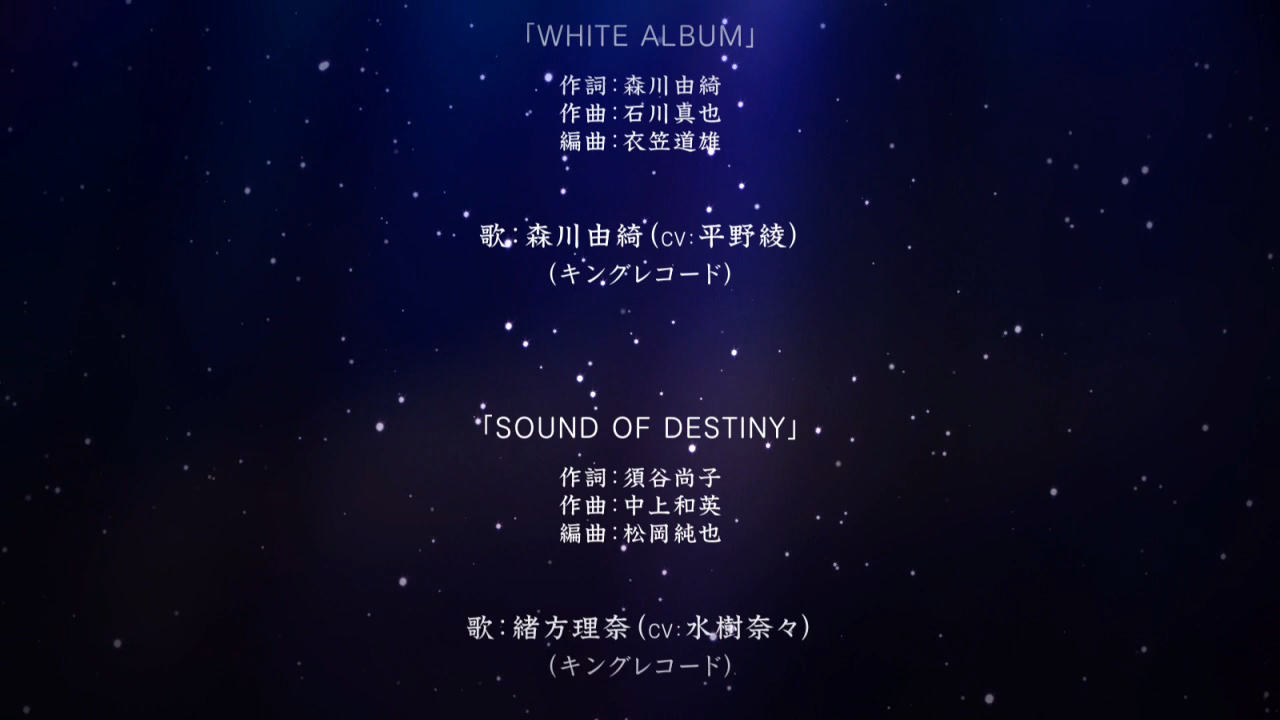 「WHITE ALBUM」
作詞:森川由綺
作曲:石川真也
編曲:衣笠道雄
歌:森川由綺(CV:平野綾)
(キングレコード)
「SOUND OF DESTINY」
作詞:須谷尚子
作曲:中上和英
編曲:松岡純也
歌:緒方理奈(CV:水樹奈々)
(キングレコード)